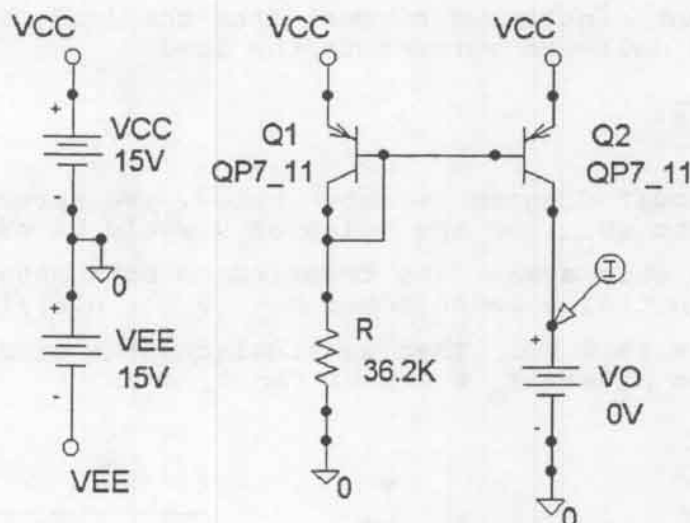 VCC
VCC
VCC
+
VCC
15V
0
+
VEE
15V
-
VEE
Q1
QP7_11
Q2
QP7_11
R
36.2K
0
I
+
VO
0V
-
0